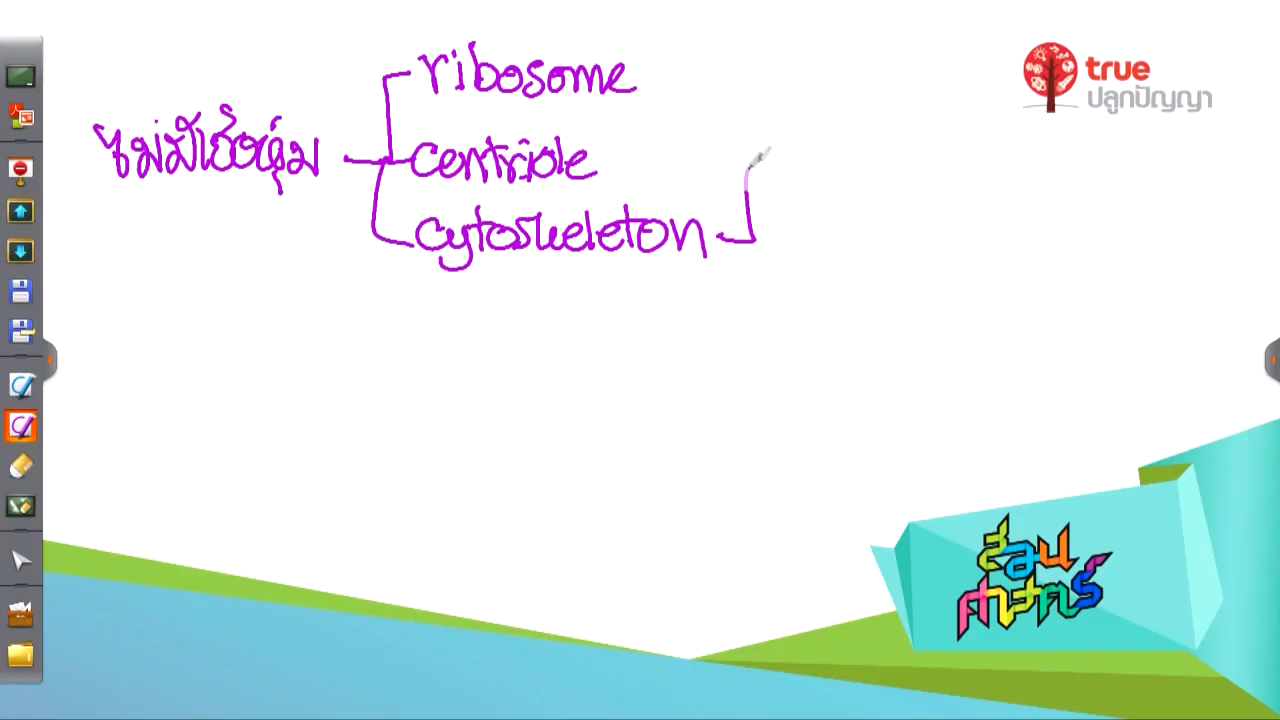 ribosome
true
ปลูกปัญญา
ไม่มีเยื่อหุ้ม
centriole
cytoskeleton
สอน
ศาสตร์